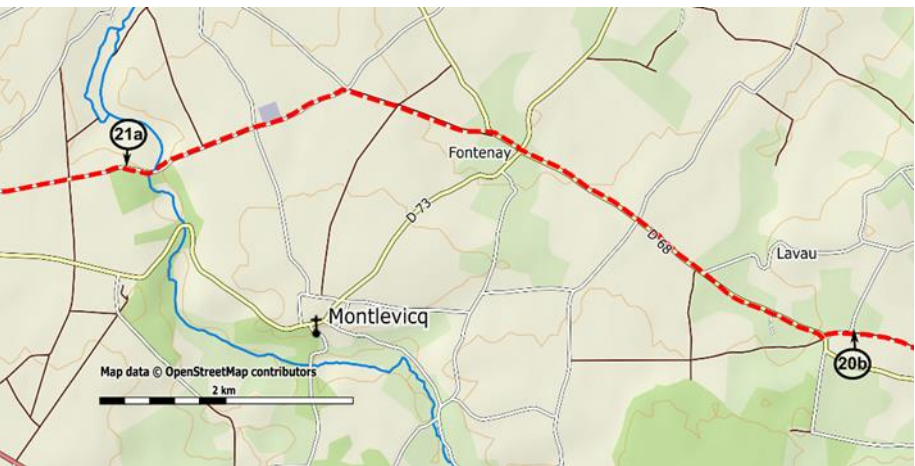 21a
Fontenay
D-73
D 68
Lavau
Montlevicq
20b
Map data © OpenStreetMap contributors
2 km